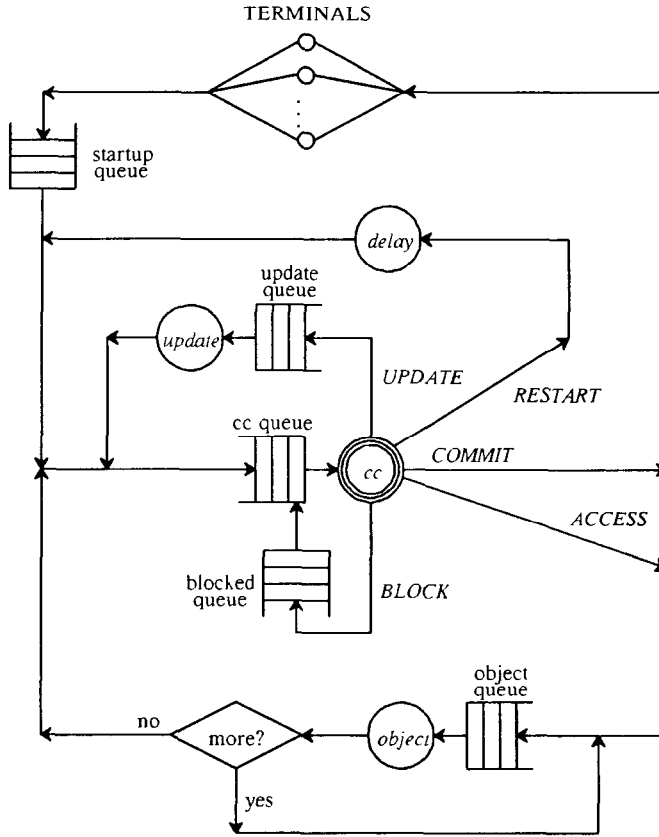 TERMINALS
startup
queue
delay
update
queue
update
UPDATE
RESTART
cc queue
cc
COMMIT
ACCESS
blocked
queue
BLOCK
object
queue
no
more?
object
yes